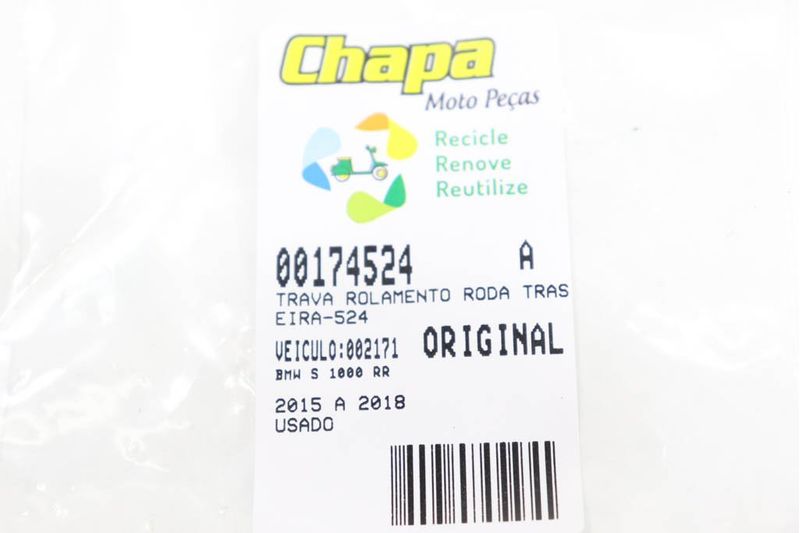 Chapa
Moto Peças
Recicle
Renove
Reutilize
00174524 A
TRAVA ROLAMENTO RODA TRAS
EIRA-524
VEICULO:002171 ORIGINAL
BMW S 1000 RR
2015 A 2018
USADO